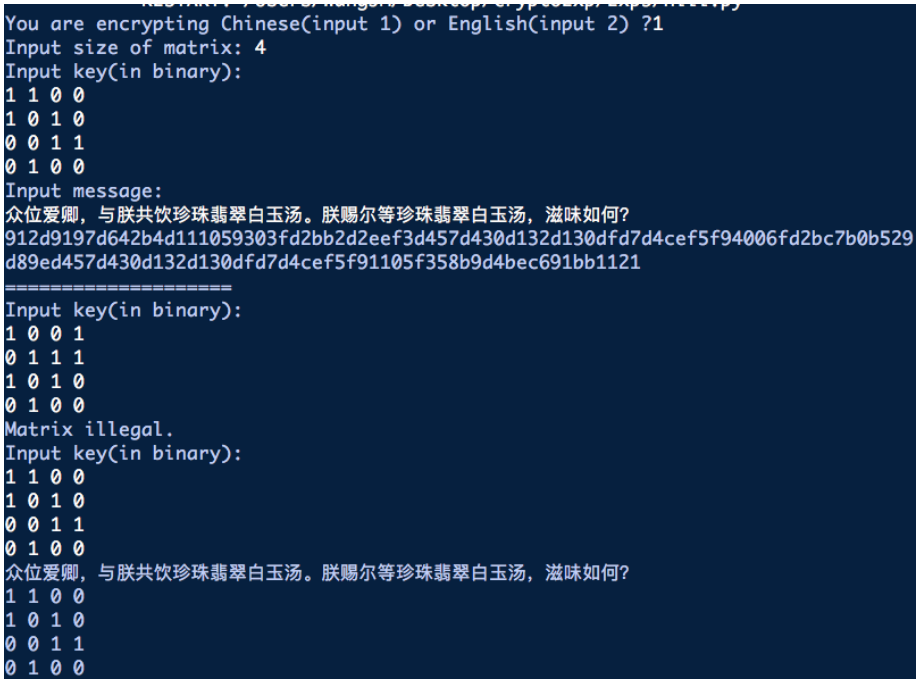 You are encrypting Chinese(input 1) or English(input 2) ?1
Input size of matrix: 4
Input key(in binary):
1 1 0 0
1 0 1 0
0 0 1 1
0 1 0 0
Input message:
众位爱卿，与朕共饮珍珠翡翠白玉汤。朕赐尔等珍珠翡翠白玉汤，滋味如何？
912d9197d642b4d111059303fd2bb2d2eef3d457d430d132d130dfd7d4cef5f94006fd2bc7b0b529
d89ed457d430d132d130dfd7d4cef5f91105f358b9d4bec691bb1121
====================
Input key(in binary):
1 0 0 1
0 1 1 1
1 0 1 0
0 1 0 0
Matrix illegal.
Input key(in binary):
1 1 0 0
1 0 1 0
0 0 1 1
0 1 0 0
众位爱卿，与朕共饮珍珠翡翠白玉汤。朕赐尔等珍珠翡翠白玉汤，滋味如何？
1 1 0 0
1 0 1 0
0 0 1 1
0 1 0 0